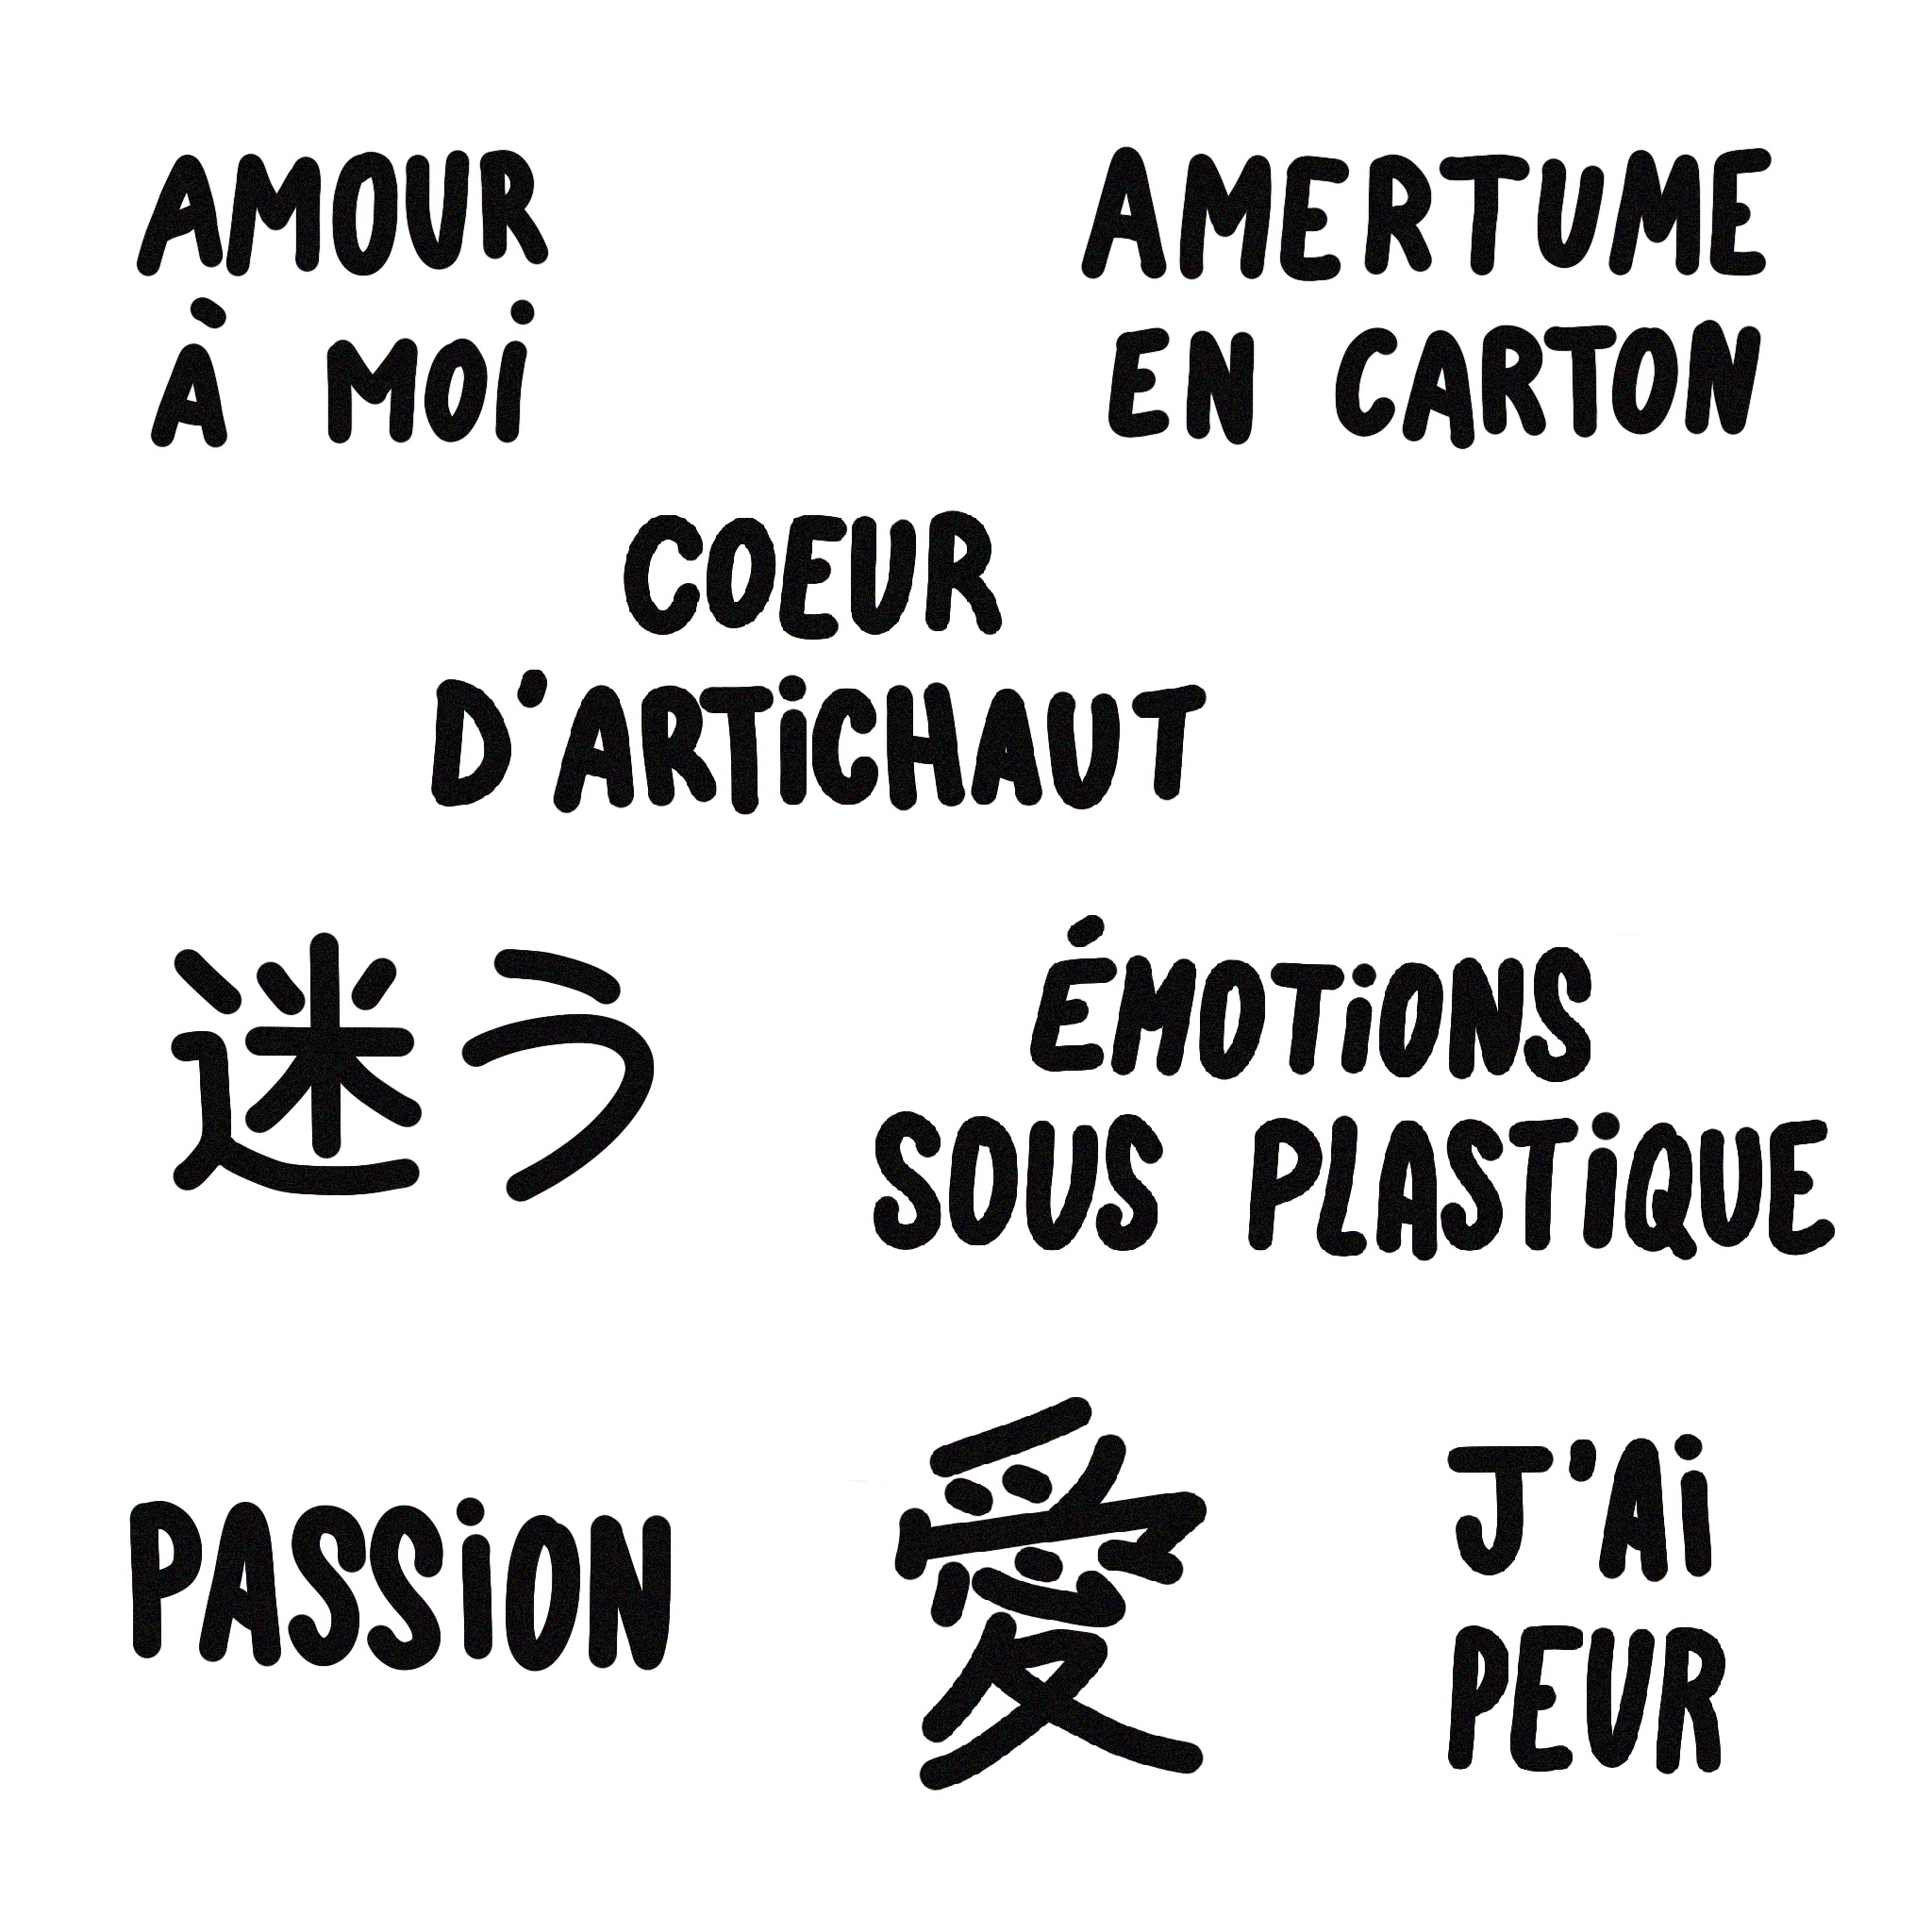 AMOUR
À MOi
AMERTUME
EN CARTON
COEUR
D'ARTiCHAUT
迷う
ÉMOTiONS
SOUS PLASTiQUE
PASSiON
愛
J'Ai
PEUR